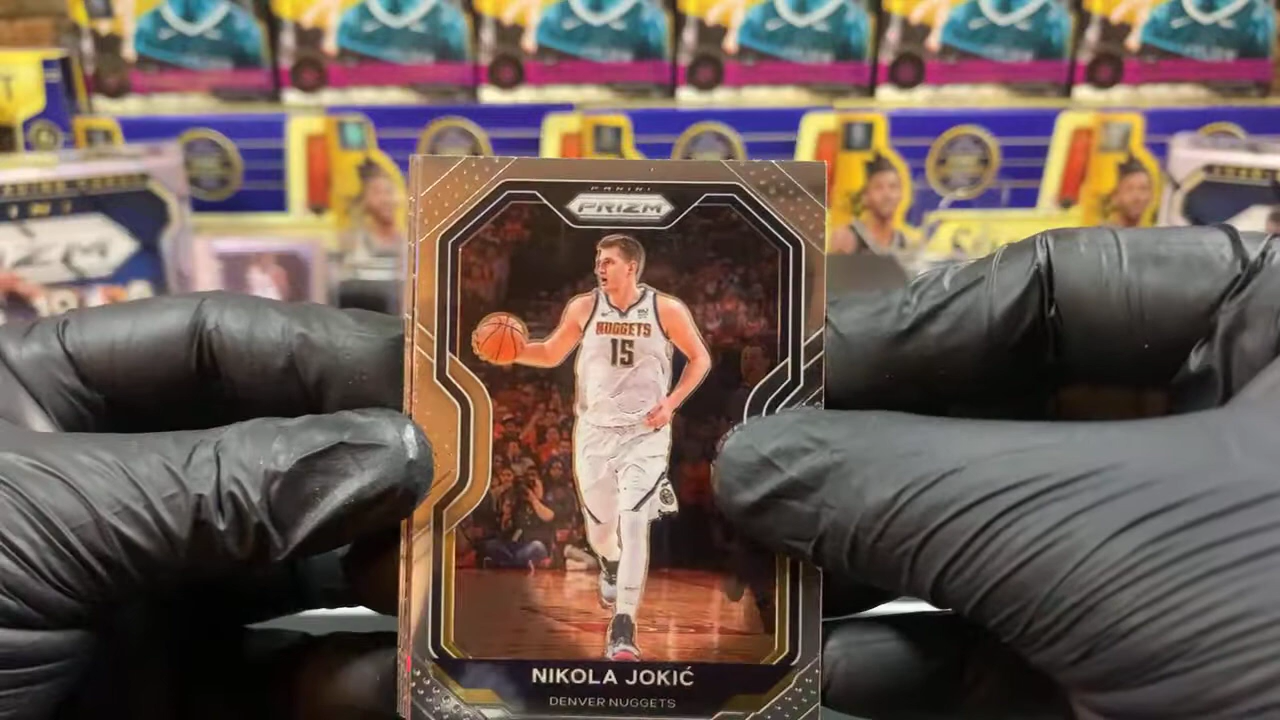 PANINI
PRIZM
NUGGETS
15
NIKOLA JOKIĆ
DENVER NUGGETS